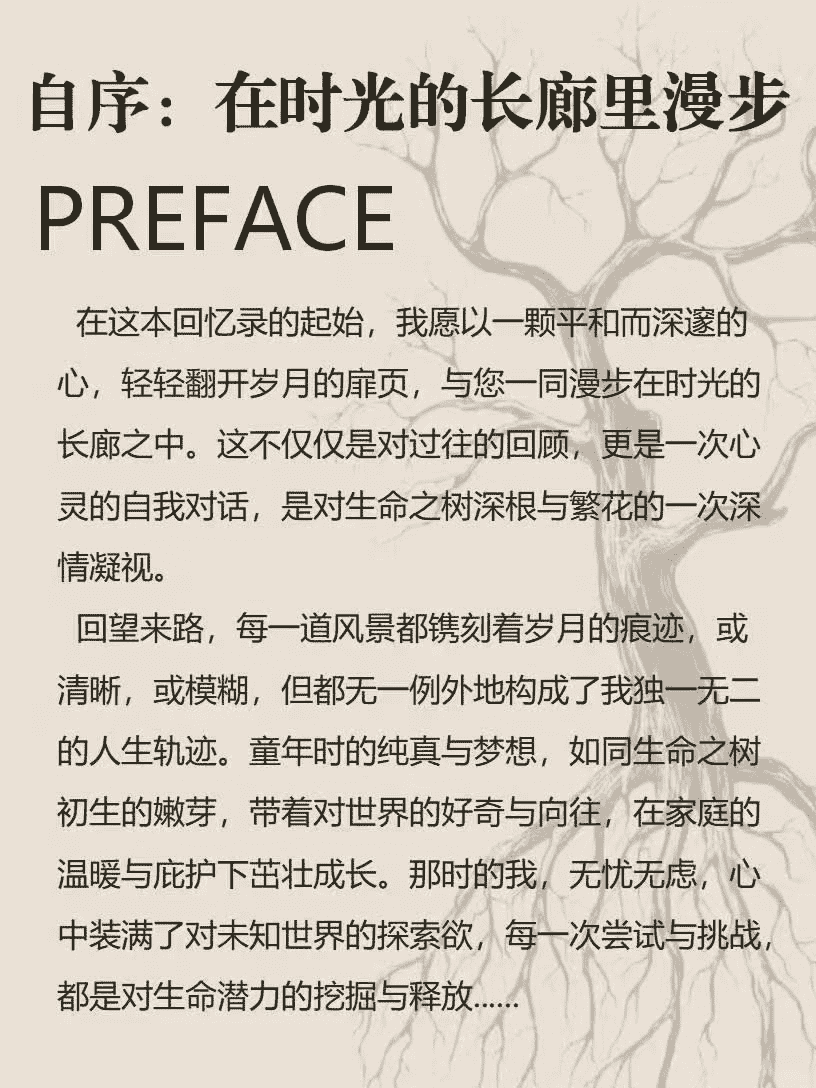 自序：在时光的长廊里漫步
PREFACE
在这本回忆录的起始，我愿以一颗平和而深邃的
心，轻轻翻开岁月的扉页，与您一同漫步在时光的
长廊之中。这不仅仅是对过往的回顾，更是一次心
灵的自我对话，是对生命之树深根与繁花的一次深
情凝视。
回望来路，每一道风景都镌刻着岁月的痕迹，或
清晰，或模糊，但都无一例外地构成了我独一无二
的人生轨迹。童年时的纯真与梦想，如同生命之树
初生的嫩芽，带着对世界的好奇与向往，在家庭的
温暖与庇护下茁壮成长。那时的我，无忧无虑，心
中装满了对未知世界的探索欲，每一次尝试与挑战，
都是对生命潜力的挖掘与释放......